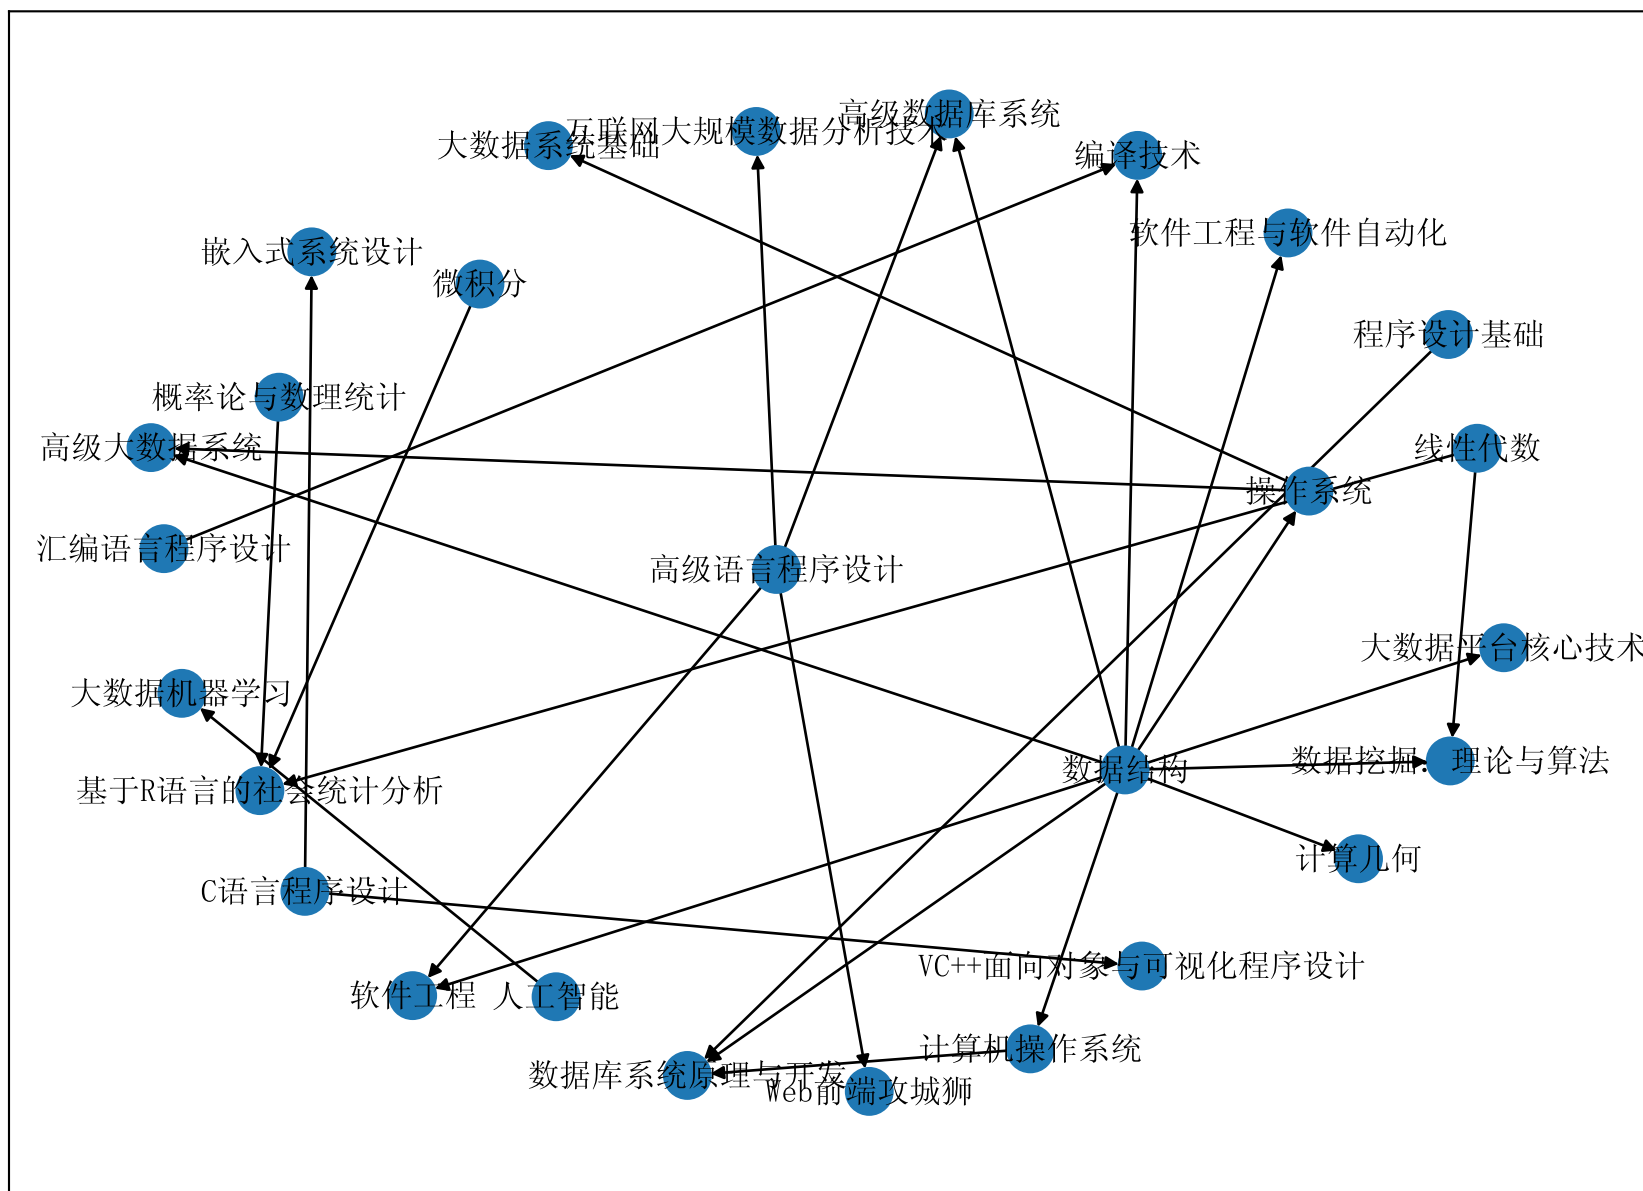 高级数据库系统
互联网大规模数据分析技术
大数据系统基础
编译技术
软件工程与软件自动化
嵌入式系统设计
微积分
程序设计基础
概率论与数理统计
高级大数据系统
线性代数
操作系统
汇编语言程序设计
高级语言程序设计
大数据平台核心技术
大数据机器学习
数据结构
数据挖掘：理论与算法
基于R语言的社会统计分析
计算几何
C语言程序设计
VC++面向对象与可视化程序设计
软件工程
人工智能
计算机操作系统
数据库系统原理与开发
Web前端攻城狮